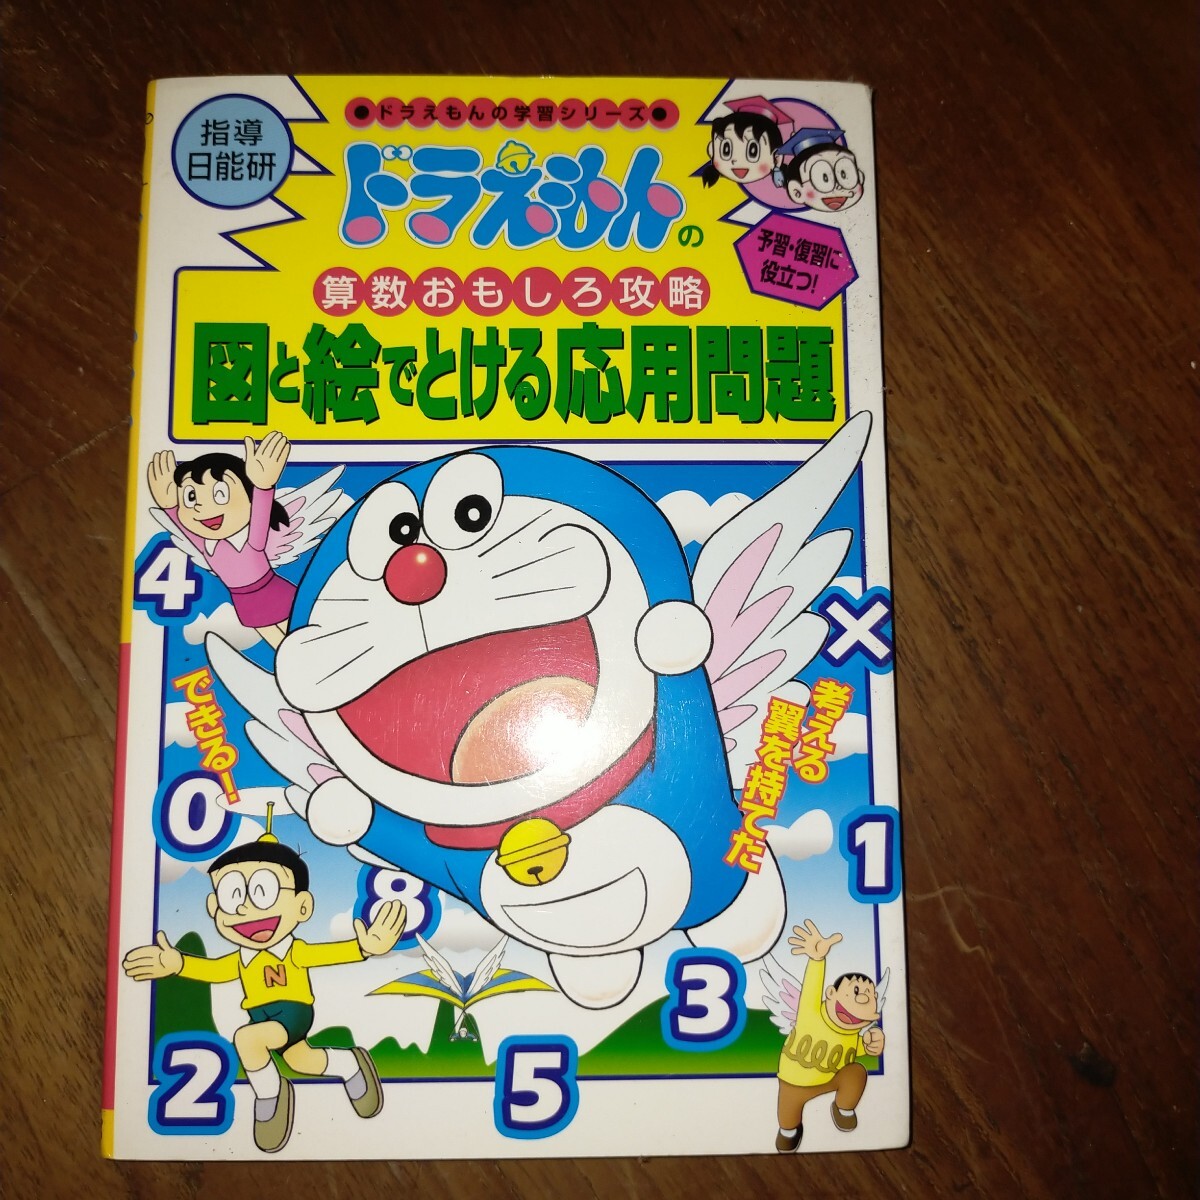 ●ドラえもんの学習シリーズ●
指導
日能研
ドラえもんの
予習・復習に
役立つ!
算数おもしろ攻略
図と絵でとける応用問題
4
×
できる!
考える
翼を持てた
0
1
8
N
3
2
5